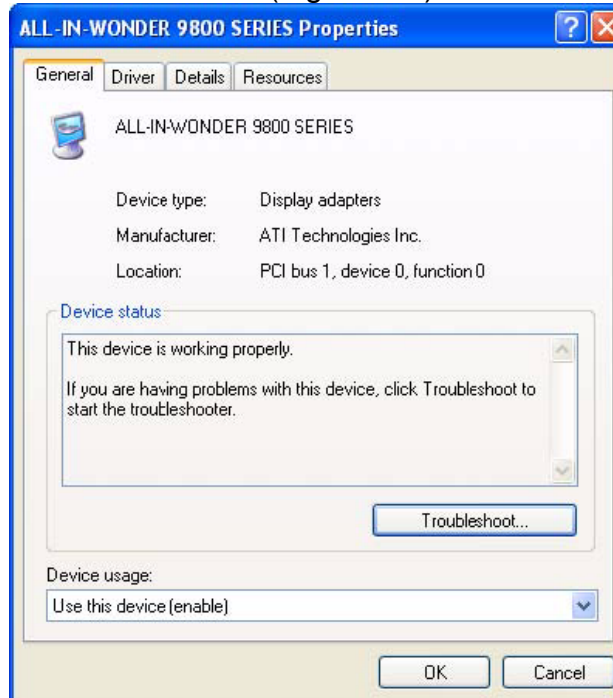 ALL-IN-WONDER 9800 SERIES Properties
General Driver Details Resources
ALL-IN-WONDER 9800 SERIES
Device type: Display adapters
Manufacturer: ATI Technologies Inc.
Location: PCI bus 1, device 0, function 0
Device status
This device is working properly.
If you are having problems with this device, click Troubleshoot to
start the troubleshooter.
Troubleshoot...
Device usage:
Use this device (enable)
OK Cancel